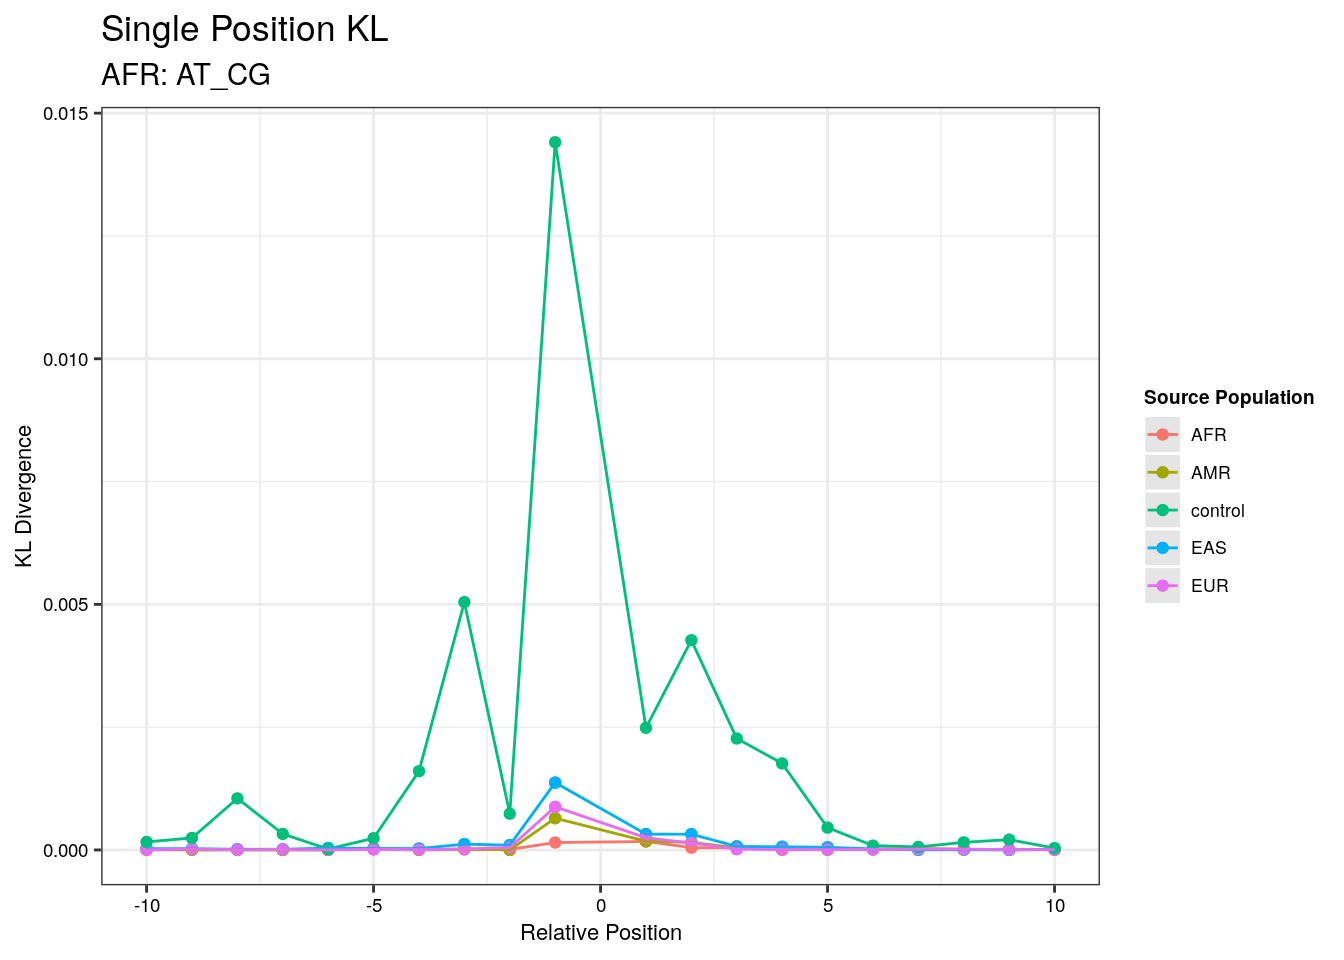 Single Position KL
AFR: AT_CG
0.015
0.010
0.005
0.000
KL Divergence
-10
-5
0
5
10
Relative Position
Source Population
AFR
AMR
control
EAS
EUR